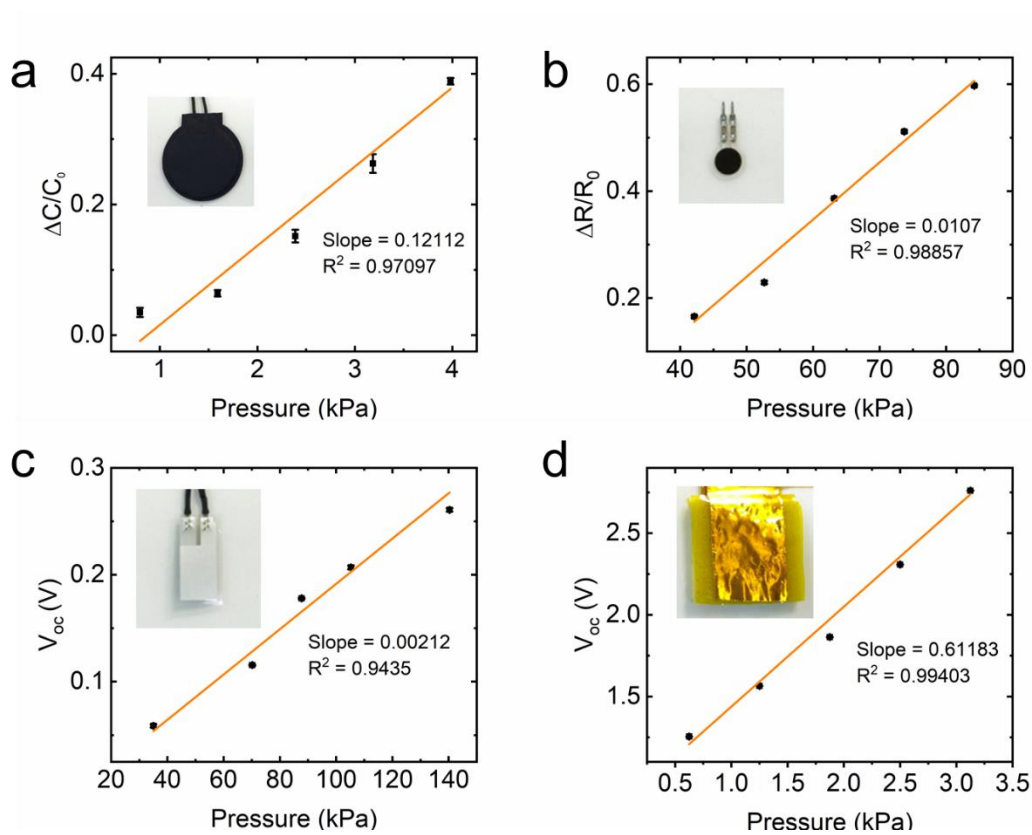 a
0.4
0.2
0.0
ΔC/C₀
Slope = 0.12112
R² = 0.97097
1 2 3 4
Pressure (kPa)
b
0.6
0.4
0.2
ΔR/R₀
Slope = 0.0107
R² = 0.98857
40 50 60 70 80 90
Pressure (kPa)
c
0.3
0.2
0.1
Voc (V)
Slope = 0.00212
R² = 0.9435
20 40 60 80 100 120 140
Pressure (kPa)
d
2.5
2.0
1.5
Voc (V)
Slope = 0.61183
R² = 0.99403
0.5 1.0 1.5 2.0 2.5 3.0 3.5
Pressure (kPa)